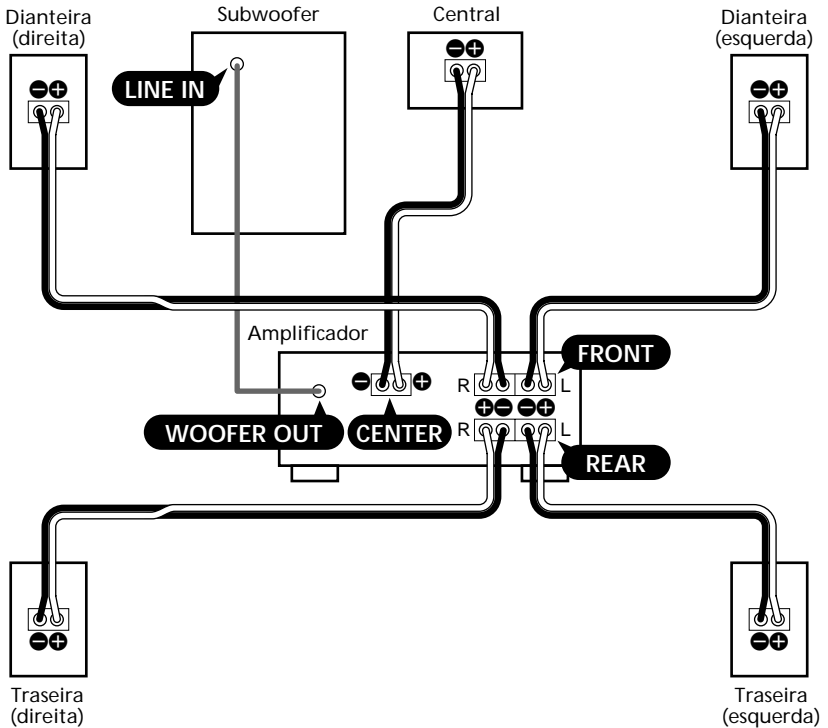 Dianteira
(direita)
Subwoofer
Central
Dianteira
(esquerda)
LINE IN
Amplificador
FRONT
R
L
WOOFER OUT
CENTER
R
L
REAR
Traseira
(direita)
Traseira
(esquerda)